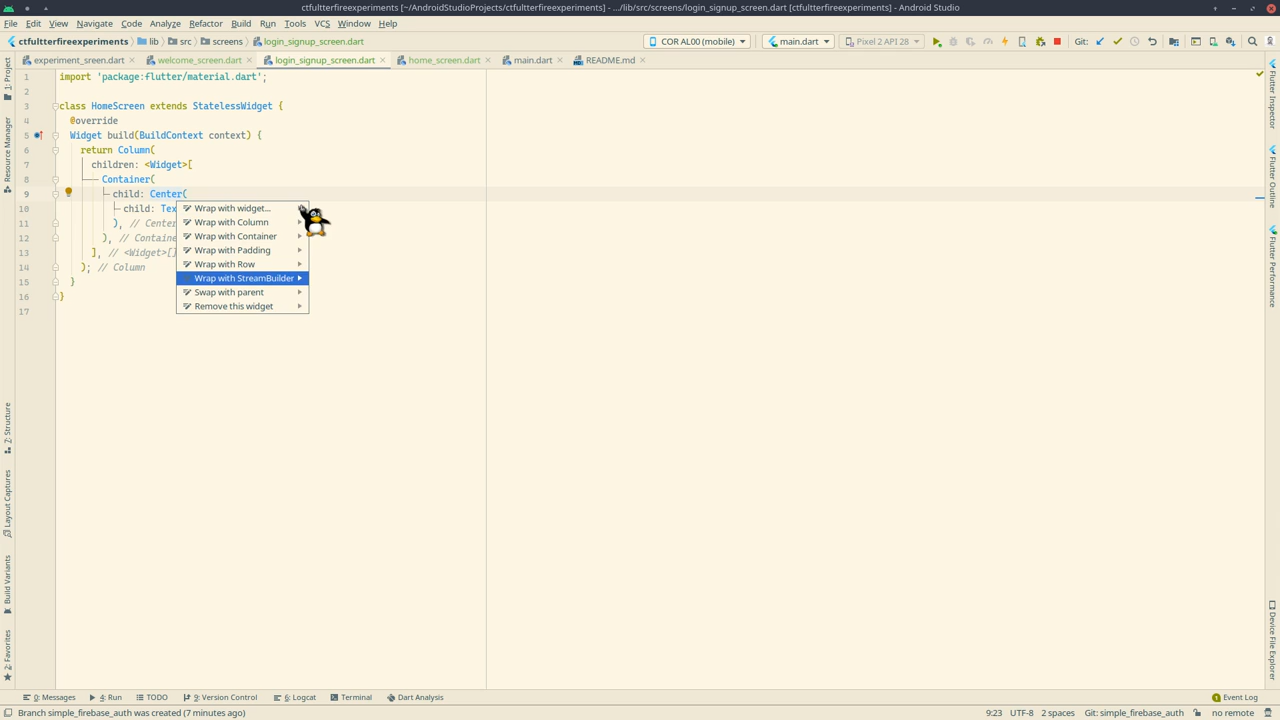 ctfultterfireexperiments [~/AndroidStudioProjects/ctfultterfireexperiments] - .../lib/src/screens/login_signup_screen.dart [ctfultterfireexperiments] - Android Studio
File Edit View Navigate Code Analyze Refactor Build Run Tools VCS Window Help
ctfultterfireexperiments lib src screens login_signup_screen.dart COR AL00 (mobile) main.dart Pixel 2 API 28 Git:
experiment_sreen.dart welcome_screen.dart login_signup_screen.dart home_screen.dart main.dart README.md
1 import 'package:flutter/material.dart';
2
3 class HomeScreen extends StatelessWidget {
4 @override
5 Widget build(BuildContext context) {
6 return Column(
7 children: <Widget>[
8 Container(
9 child: Center(
10 child: Tex
11 ), // Center
12 ), // Containe
13 ], // <Widget>[]
14 ); // Column
15 }
16 }
17
Wrap with widget...
Wrap with Column
Wrap with Container
Wrap with Padding
Wrap with Row
Wrap with StreamBuilder
Swap with parent
Remove this widget
1: Project
Resource Manager
7: Structure
Layout Captures
Build Variants
2: Favorites
Flutter Inspector
Flutter Outline
Flutter Performance
Device File Explorer
0: Messages 4: Run TODO 9: Version Control 6: Logcat Terminal Dart Analysis 1 Event Log
Branch simple_firebase_auth was created (7 minutes ago) 9:23 UTF-8 2 spaces Git: simple_firebase_auth no remote